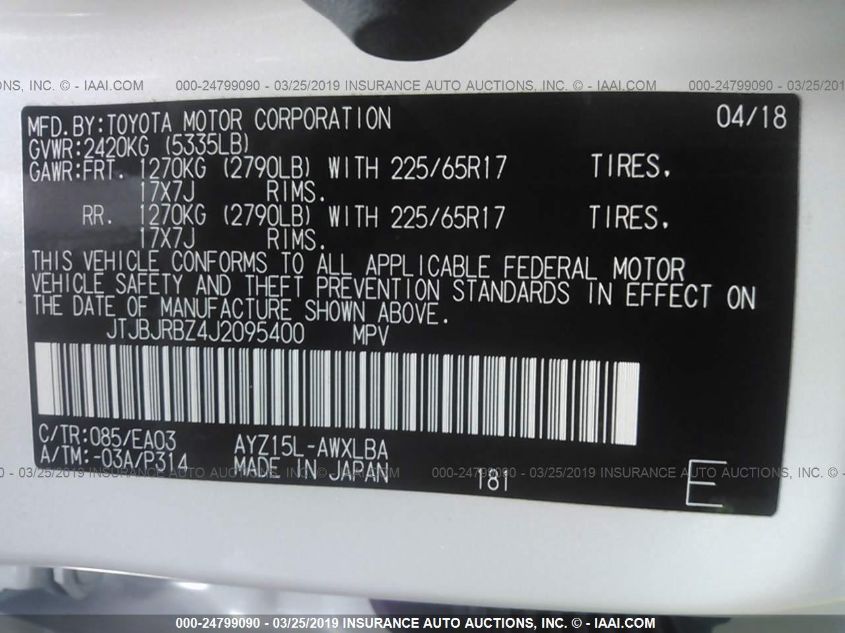 000-24799090 - 03/25/2019 INSURANCE AUTO AUCTIONS, INC. © - IAAI.COM
MFD.BY:TOYOTA MOTOR CORPORATION 04/18
GVWR:2420KG (5335LB)
GAWR:FRT. 1270KG (2790LB) WITH 225/65R17 TIRES,
17X7J RIMS.
RR. 1270KG (2790LB) WITH 225/65R17 TIRES,
17X7J RIMS.
THIS VEHICLE CONFORMS TO ALL APPLICABLE FEDERAL MOTOR
VEHICLE SAFETY AND THEFT PREVENTION STANDARDS IN EFFECT ON
THE DATE OF MANUFACTURE SHOWN ABOVE.
JTJBJRBZ4J2095400 MPV
C/TR:085/EA03 AYZ15L-AWXLBA
A/TM:-03A/P314 MADE IN JAPAN 181 E
000-24799090 - 03/25/2019 INSURANCE AUTO AUCTIONS, INC. © - IAAI.COM
000-24799090 - 03/25/2019 INSURANCE AUTO AUCTIONS, INC. © - IAAI.COM